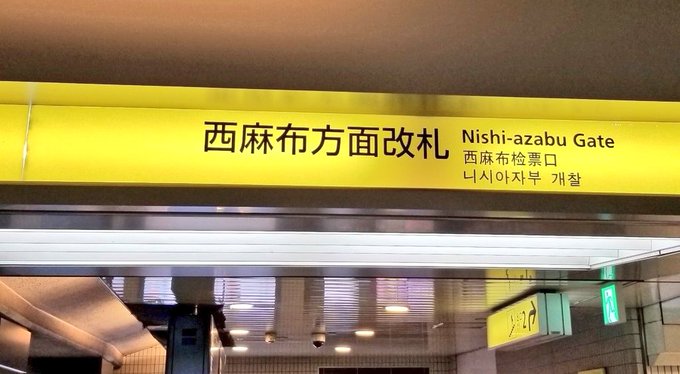 西麻布方面改札
Nishi-azabu Gate
西麻布检票口
니시아자부 개찰